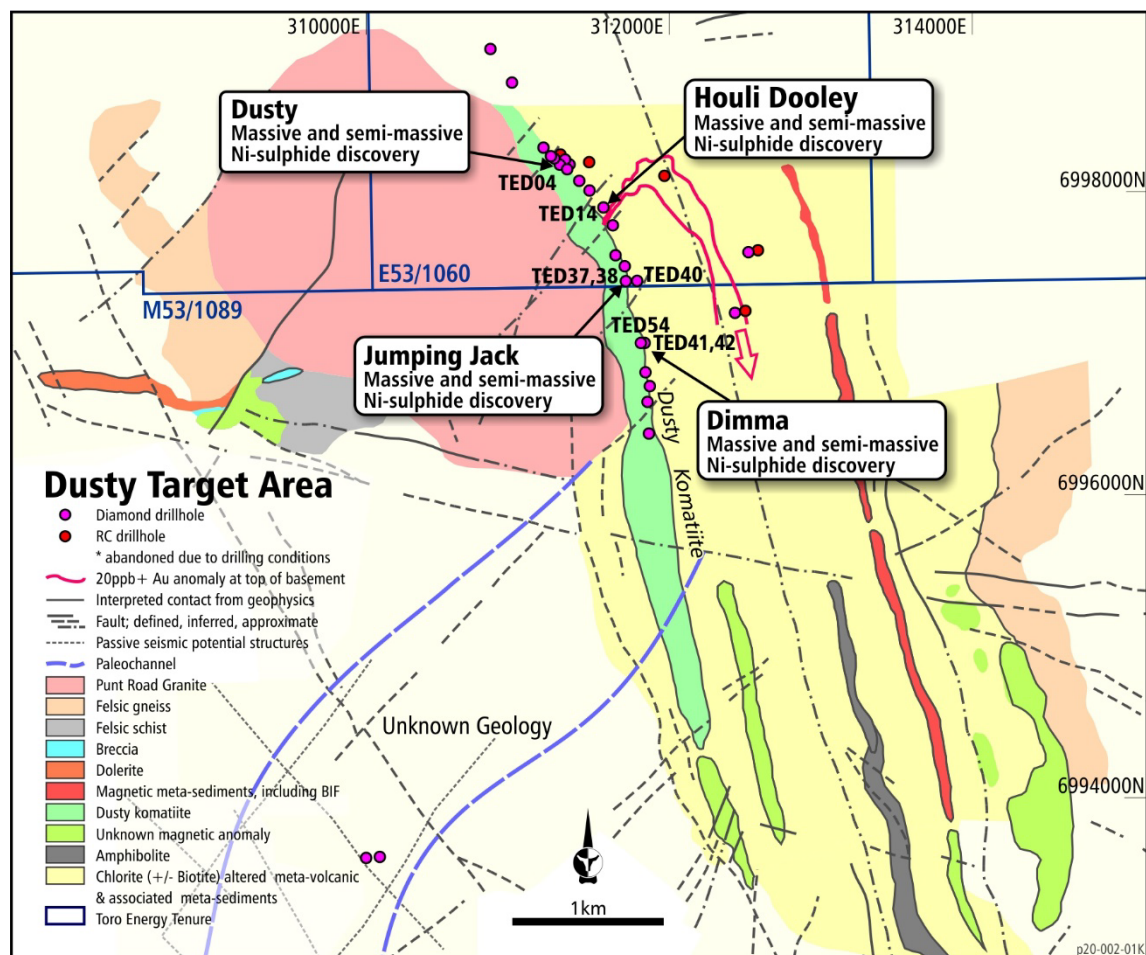 310000E
312000E
314000E
Dusty
Massive and semi-massive
Ni-sulphide discovery
Houli Dooley
Massive and semi-massive
Ni-sulphide discovery
TED04
6998000N
TED14
E53/1060
TED37,38
TED40
M53/1089
TED54
TED41,42
Jumping Jack
Massive and semi-massive
Ni-sulphide discovery
Dimma
Massive and semi-massive
Ni-sulphide discovery
Dusty Komatiite
6996000N
Dusty Target Area
Diamond drillhole
RC drillhole
* abandoned due to drilling conditions
20ppb+ Au anomaly at top of basement
Interpreted contact from geophysics
Fault; defined, inferred, approximate
Passive seismic potential structures
Paleochannel
Punt Road Granite
Felsic gneiss
Felsic schist
Breccia
Dolerite
Magnetic meta-sediments, including BIF
Dusty komatiite
Unknown magnetic anomaly
Amphibolite
Chlorite (+/- Biotite) altered meta-volcanic
& associated meta-sediments
Toro Energy Tenure
Unknown Geology
6994000N
1km
p20-002-01K